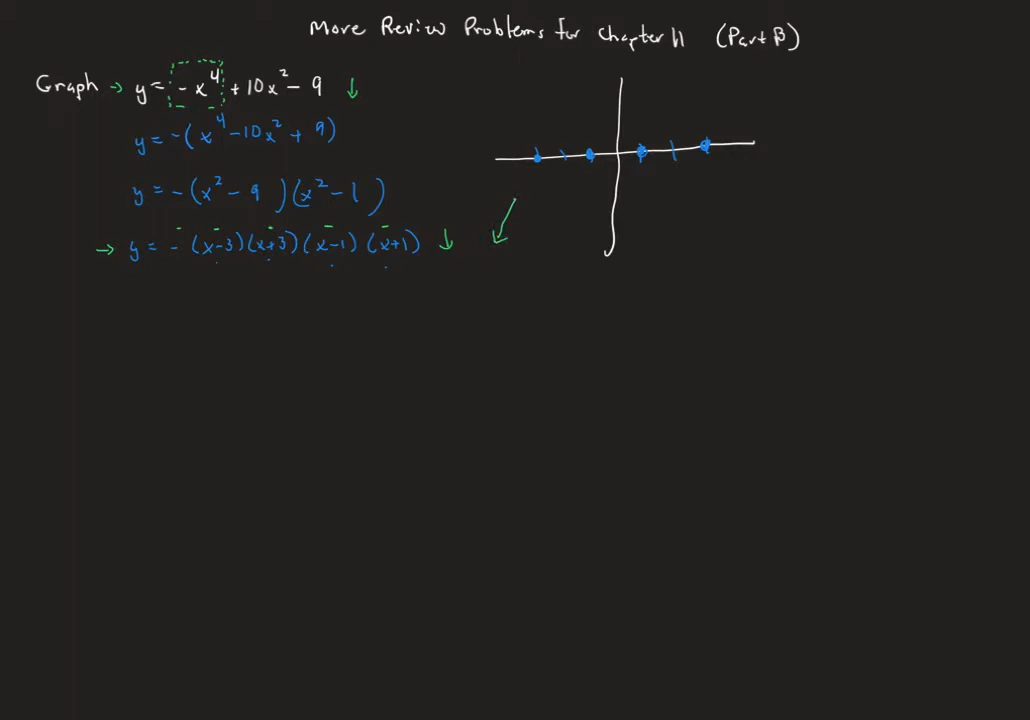 More Review Problems for Chapter 11 (Part B)
Graph → y = -x⁴ + 10x² - 9 ↓
y = -(x⁴ - 10x² + 9)
y = -(x² - 9)(x² - 1)
→ y = -(x-3)(x+3)(x-1)(x+1) ↓